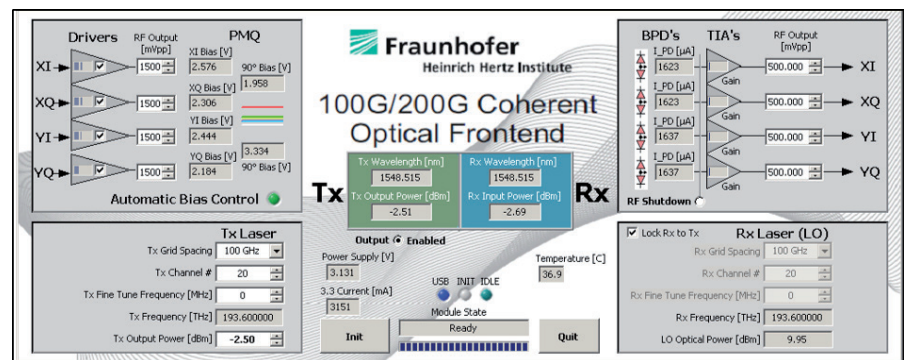 Drivers RF Output [mVpp] PMQ
XI 1500 XI Bias [V] 2.576 90° Bias [V] 1.958
XQ 1500 XQ Bias [V] 2.306
YI 1500 YI Bias [V] 2.444 3.334
YQ 1500 YQ Bias [V] 2.184 90° Bias [V]
Automatic Bias Control
Fraunhofer
Heinrich Hertz Institute
100G/200G Coherent
Optical Frontend
Tx
Tx Wavelength [nm]
1548.515
Tx Output Power [dBm]
-2.51
Rx Wavelength [nm]
1548.515
Rx Input Power [dBm]
-2.69
Rx
BPD's TIA's RF Output [mVpp]
I_PD [µA] 1623 Gain 500.000 XI
I_PD [µA] 1623 Gain 500.000 XQ
I_PD [µA] 1637 Gain 500.000 YI
I_PD [µA] 1637 Gain 500.000 YQ
RF Shutdown
Tx Laser
Tx Grid Spacing 100 GHz
Tx Channel # 20
Tx Fine Tune Frequency [MHz] 0
Tx Frequency [THz] 193.600000
Tx Output Power [dBm] -2.50
Output Enabled
Power Supply [V]
3.131
3.3 Current [mA]
3151
USB INIT IDLE
Temperature [C]
36.9
Module State
Ready
Init
Quit
Lock Rx to Tx Rx Laser (LO)
Rx Grid Spacing 100 GHz
Rx Channel # 20
Rx Fine Tune Frequency [MHz] 0
Rx Frequency [THz] 193.600000
LO Optical Power [dBm] 9.95